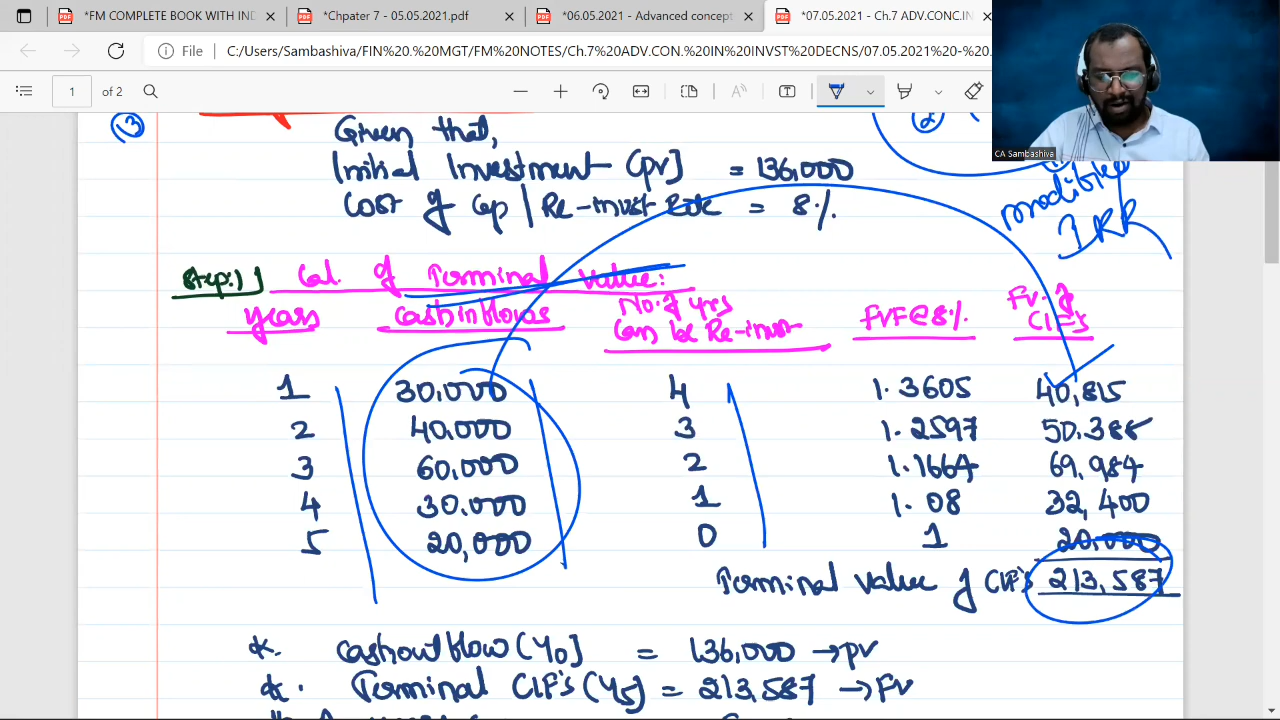 *FM COMPLETE BOOK WITH IND
*Chpater 7 - 05.05.2021.pdf
*06.05.2021 - Advanced concept
*07.05.2021 - Ch.7 ADV.CONC.IN
File C:/Users/Sambashiva/FIN%20.%20MGT/FM%20NOTES/Ch.7%20ADV.CON.%20IN%20INVST%20DECNS/07.05.2021%20-%20.
1 of 2
CA Sambashiva
(13)
Given that,
(2)
Initial Investment (PV) = 136,000
Cost of Cap | Re-invst Rate = 8%
modified
IRR
Step:1) Cal. of Terminal Value:
years Cash inflows No. of yrs Can be Re-invst FVF@8% FV. of CIF's
1 30,000 4 1.3605 40,815
2 40,000 3 1.2597 50,388
3 60,000 2 1.1664 69,984
4 30,000 1 1.08 32,400
5 20,000 0 1 20,000
Terminal Value of CIF's 213,587
*. Cash outflow (Y0) = 136,000 → PV
*. Terminal CIF's (Y5) = 213,587 → FV